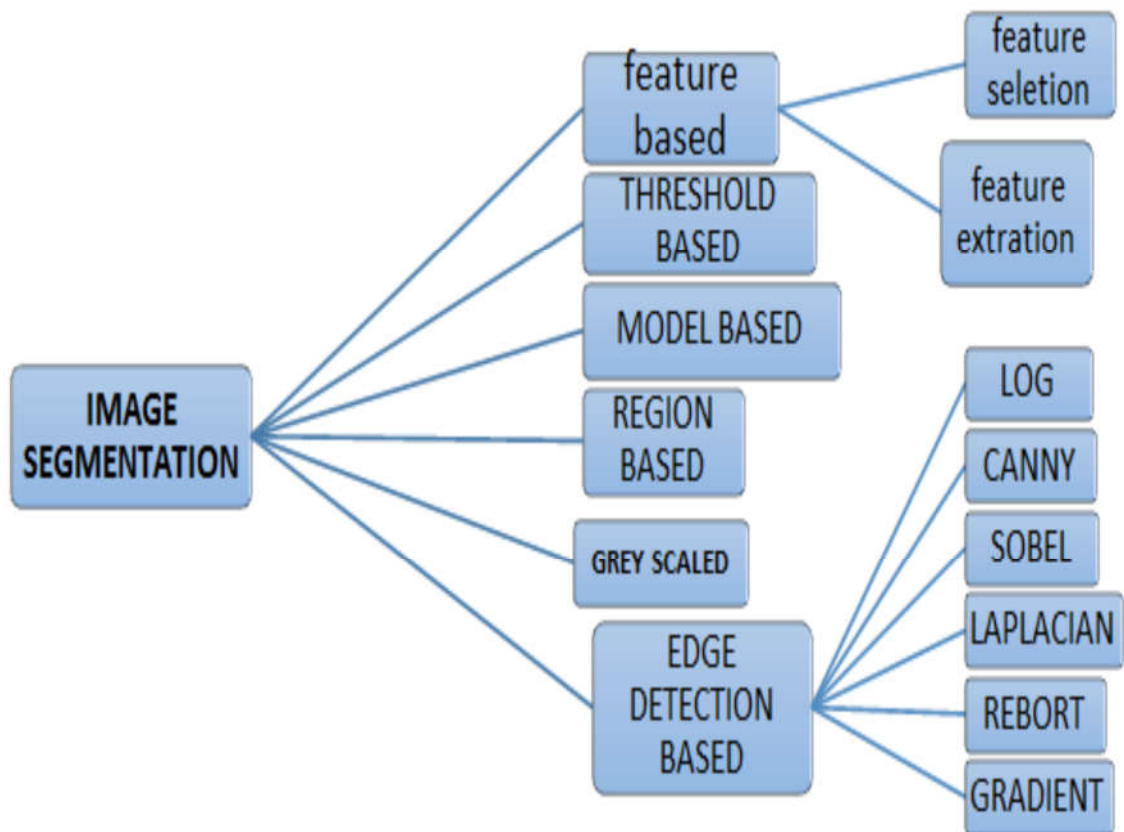 IMAGE
SEGMENTATION
feature
based
THRESHOLD
BASED
MODEL BASED
REGION
BASED
GREY SCALED
EDGE
DETECTION
BASED
feature
seletion
feature
extration
LOG
CANNY
SOBEL
LAPLACIAN
REBORT
GRADIENT